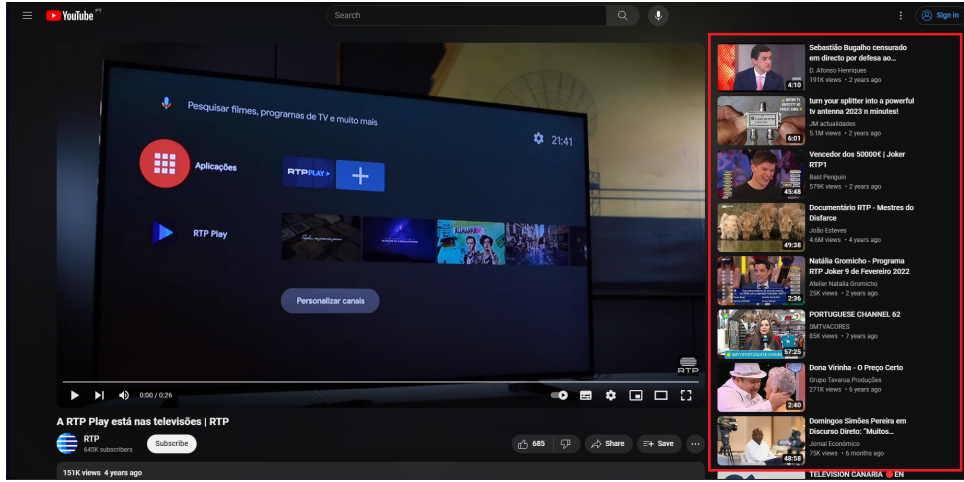 YouTube PT
Search
Sign in
Pesquisar filmes, programas de TV e muito mais
21:41
Aplicações
RTP PLAY
RTP Play
Personalizar canais
RTP
0:00 / 0:26
A RTP Play está nas televisões | RTP
RTP
645K subscribers
Subscribe
685
Share
Save
151K views 4 years ago
4:10
Sebastião Bugalho censurado
em directo por defesa ao...
D. Afonso Henriques
191K views • 2 years ago
6:01
turn your splitter into a powerful
tv antenna 2023 n minutes!
JM actualidades
5.1M views • 2 years ago
45:48
Vencedor dos 50000€ | Joker
RTP1
Bald Penguin
579K views • 2 years ago
49:38
Documentário RTP - Mestres do
Disfarce
João Esteves
4.6M views • 4 years ago
2:36
Natália Gromicho - Programa
RTP Joker 9 de Fevereiro 2022
Atelier Natalia Gromicho
25K views • 2 years ago
57:25
PORTUGUESE CHANNEL 62
SMTVACORES
85K views • 7 years ago
2:40
Dona Virinha - O Preço Certo
Grupo Tavarua Produções
271K views • 6 years ago
48:58
Domingos Simões Pereira em
Discurso Direto: "Muitos...
Jornal Económico
75K views • 6 months ago
TELEVISION CANARIA 🔴 EN